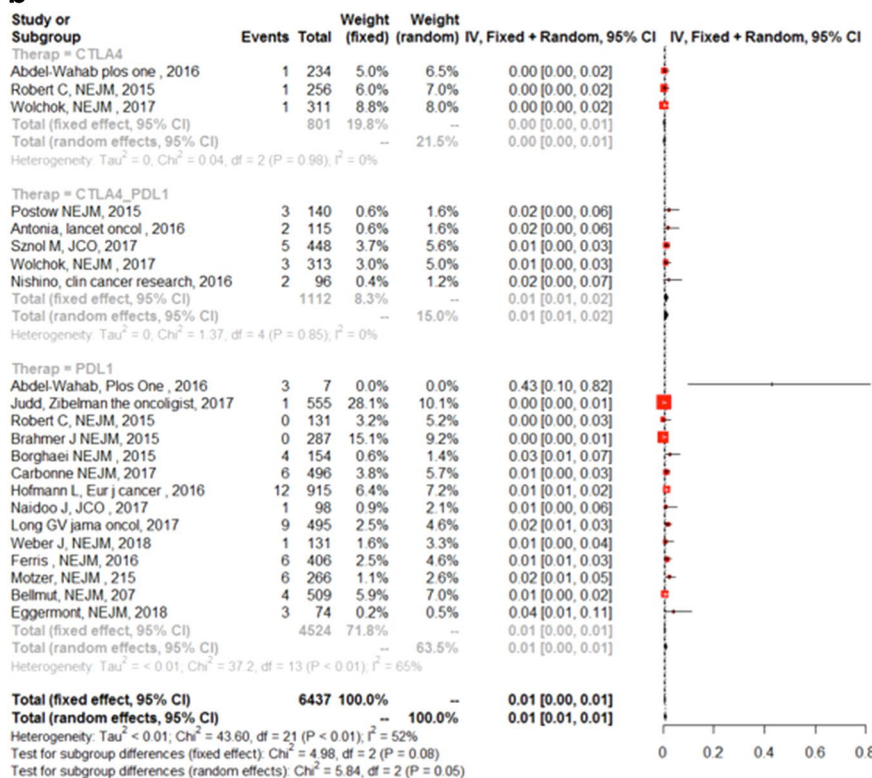 b
Study or Weight Weight
Subgroup Events Total (fixed) (random) IV, Fixed + Random, 95% CI IV, Fixed + Random, 95% CI
Therap = CTLA4
Abdel-Wahab plos one , 2016 1 234 5.0% 6.5% 0.00 [0.00, 0.02]
Robert C, NEJM, 2015 1 256 6.0% 7.0% 0.00 [0.00, 0.02]
Wolchok, NEJM , 2017 1 311 8.8% 8.0% 0.00 [0.00, 0.02]
Total (fixed effect, 95% CI) 801 19.8% -- 0.00 [0.00, 0.01]
Total (random effects, 95% CI) -- 21.5% 0.00 [0.00, 0.01]
Heterogeneity: Tau² = 0; Chi² = 0.04, df = 2 (P = 0.98); I² = 0%
Therap = CTLA4_PDL1
Postow NEJM, 2015 3 140 0.6% 1.6% 0.02 [0.00, 0.06]
Antonia, lancet oncol , 2016 2 115 0.6% 1.6% 0.02 [0.00, 0.06]
Sznol M, JCO, 2017 5 448 3.7% 5.6% 0.01 [0.00, 0.03]
Wolchok, NEJM , 2017 3 313 3.0% 5.0% 0.01 [0.00, 0.03]
Nishino, clin cancer research, 2016 2 96 0.4% 1.2% 0.02 [0.00, 0.07]
Total (fixed effect, 95% CI) 1112 8.3% -- 0.01 [0.01, 0.02]
Total (random effects, 95% CI) -- 15.0% 0.01 [0.01, 0.02]
Heterogeneity: Tau² = 0; Chi² = 1.37, df = 4 (P = 0.85); I² = 0%
Therap = PDL1
Abdel-Wahab, Plos One , 2016 3 7 0.0% 0.0% 0.43 [0.10, 0.82]
Judd, Zibelman the oncoligist, 2017 1 555 28.1% 10.1% 0.00 [0.00, 0.01]
Robert C, NEJM, 2015 0 131 3.2% 5.2% 0.00 [0.00, 0.03]
Brahmer J NEJM, 2015 0 287 15.1% 9.2% 0.00 [0.00, 0.01]
Borghaei NEJM , 2015 4 154 0.6% 1.4% 0.03 [0.01, 0.07]
Carbonne NEJM, 2017 6 496 3.8% 5.7% 0.01 [0.00, 0.03]
Hofmann L, Eur j cancer , 2016 12 915 6.4% 7.2% 0.01 [0.01, 0.02]
Naidoo J, JCO , 2017 1 98 0.9% 2.1% 0.01 [0.00, 0.06]
Long GV jama oncol, 2017 9 495 2.5% 4.6% 0.02 [0.01, 0.03]
Weber J, NEJM, 2018 1 131 1.6% 3.3% 0.01 [0.00, 0.04]
Ferris , NEJM, 2016 6 406 2.5% 4.6% 0.01 [0.01, 0.03]
Motzer, NEJM , 215 6 266 1.1% 2.6% 0.02 [0.01, 0.05]
Bellmut, NEJM, 207 4 509 5.9% 7.0% 0.01 [0.00, 0.02]
Eggermont, NEJM, 2018 3 74 0.2% 0.5% 0.04 [0.01, 0.11]
Total (fixed effect, 95% CI) 4524 71.8% -- 0.01 [0.00, 0.01]
Total (random effects, 95% CI) -- 63.5% 0.01 [0.00, 0.01]
Heterogeneity: Tau² = < 0.01; Chi² = 37.2, df = 13 (P < 0.01); I² = 65%
Total (fixed effect, 95% CI) 6437 100.0% -- 0.01 [0.00, 0.01]
Total (random effects, 95% CI) -- 100.0% 0.01 [0.01, 0.01]
Heterogeneity: Tau² < 0.01; Chi² = 43.60, df = 21 (P < 0.01); I² = 52%
Test for subgroup differences (fixed effect): Chi² = 4.98, df = 2 (P = 0.08)
Test for subgroup differences (random effects): Chi² = 5.84, df = 2 (P = 0.05)
0 0.2 0.4 0.6 0.8